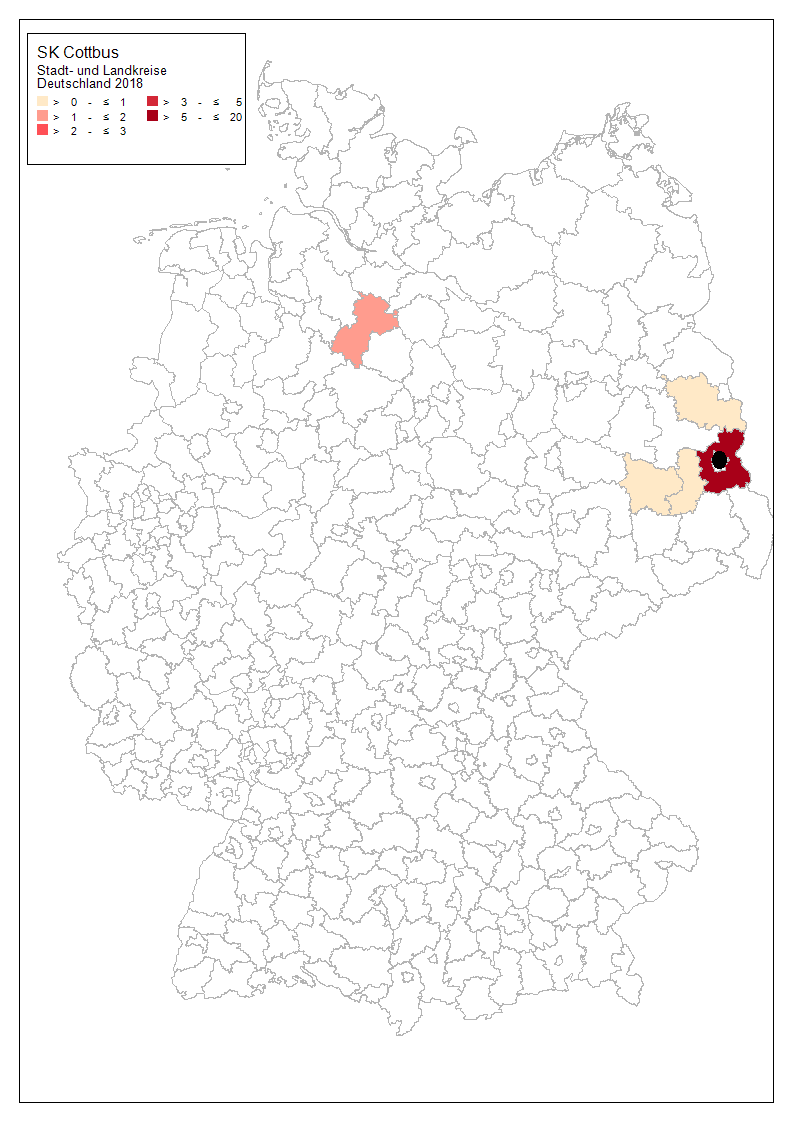 SK Cottbus
Stadt- und Landkreise
Deutschland 2018
> 0 - ≤ 1 > 3 - ≤ 5
> 1 - ≤ 2 > 5 - ≤ 20
> 2 - ≤ 3